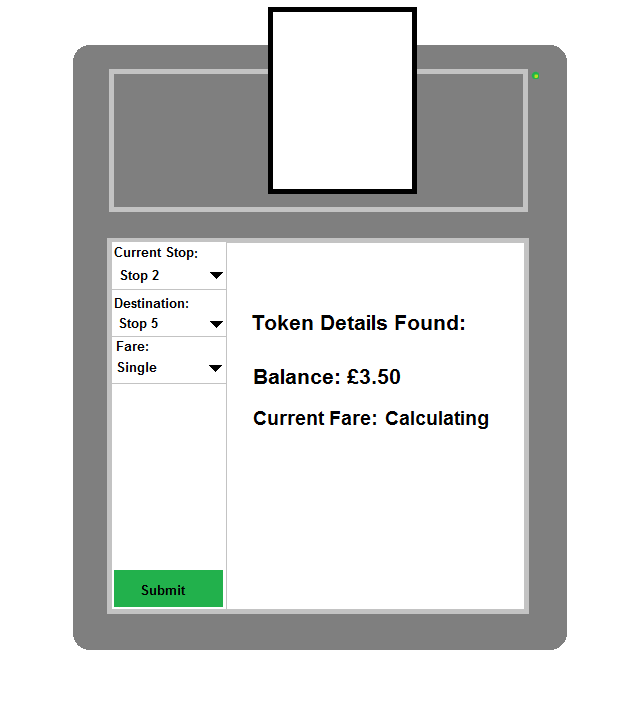 Current Stop:
Stop 2
Destination:
Stop 5
Fare:
Single
Token Details Found:
Balance: £3.50
Current Fare: Calculating
Submit